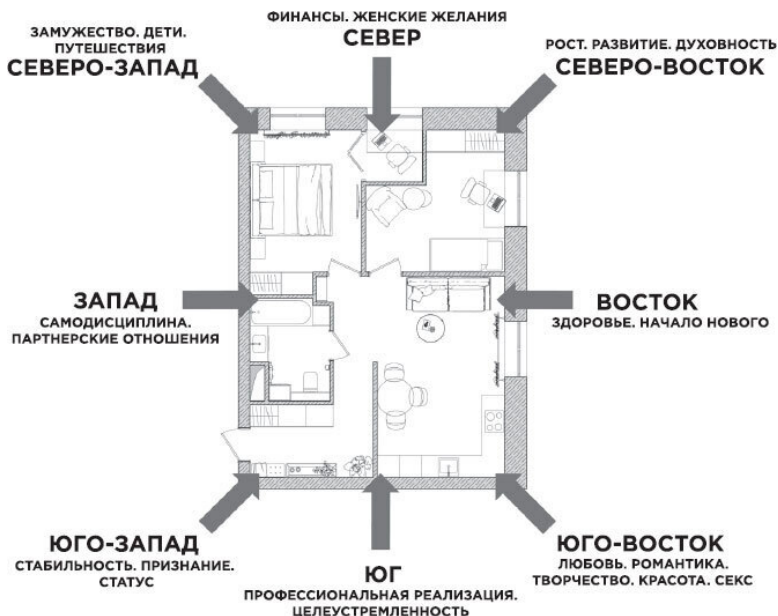 ФИНАНСЫ. ЖЕНСКИЕ ЖЕЛАНИЯ
СЕВЕР
ЗАМУЖЕСТВО. ДЕТИ.
ПУТЕШЕСТВИЯ
СЕВЕРО-ЗАПАД
РОСТ. РАЗВИТИЕ. ДУХОВНОСТЬ
СЕВЕРО-ВОСТОК
ЗАПАД
САМОДИСЦИПЛИНА.
ПАРТНЕРСКИЕ ОТНОШЕНИЯ
ВОСТОК
ЗДОРОВЬЕ. НАЧАЛО НОВОГО
ЮГО-ЗАПАД
СТАБИЛЬНОСТЬ. ПРИЗНАНИЕ.
СТАТУС
ЮГ
ПРОФЕССИОНАЛЬНАЯ РЕАЛИЗАЦИЯ.
ЦЕЛЕУСТРЕМЛЕННОСТЬ
ЮГО-ВОСТОК
ЛЮБОВЬ. РОМАНТИКА.
ТВОРЧЕСТВО. КРАСОТА. СЕКС